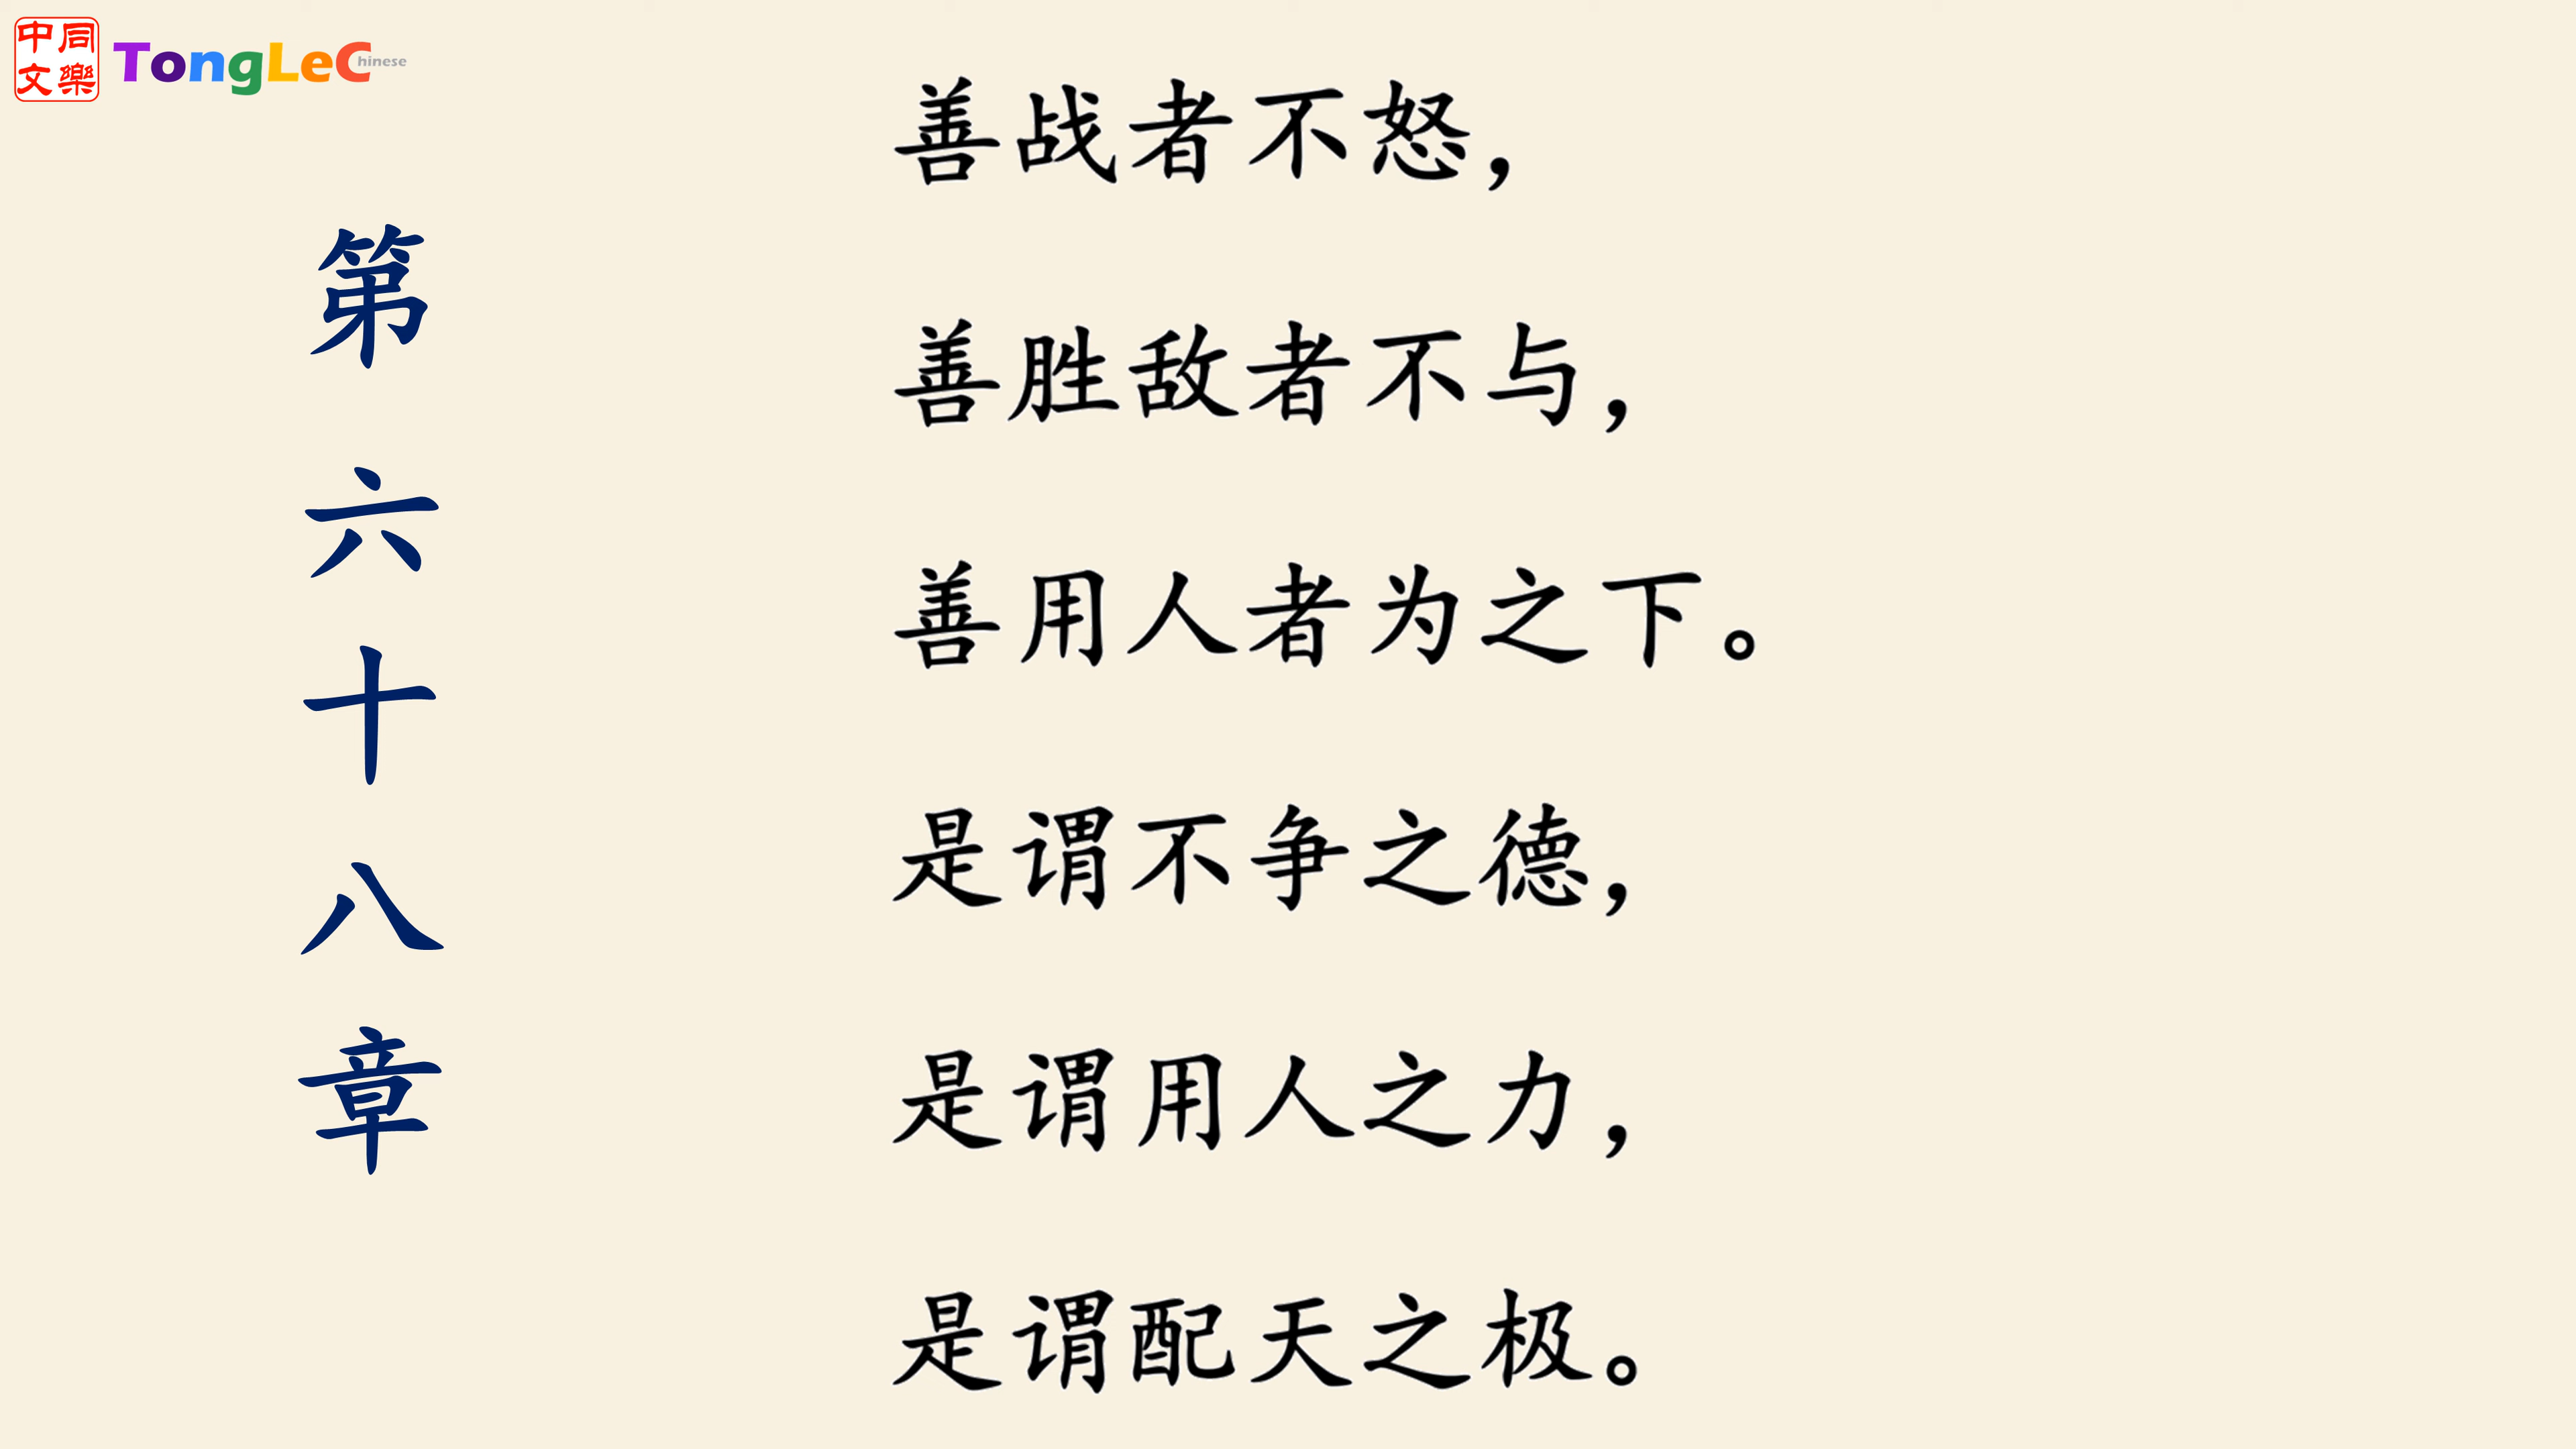 同樂中文
TongLeChinese
第六十八章
善战者不怒，
善胜敌者不与，
善用人者为之下。
是谓不争之德，
是谓用人之力，
是谓配天之极。